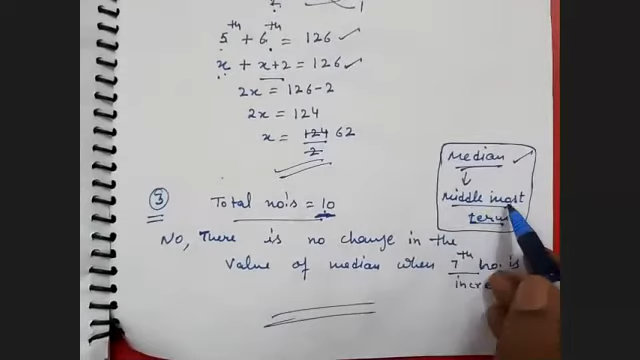 5th + 6th = 126 ✓
x + x+2 = 126 ✓
2x = 126-2
2x = 124
x = 124/2 62
Median ✓
↓
Middle most
term
③ Total no.is = 10
No, There is no change in the
value of median when 7th no. is